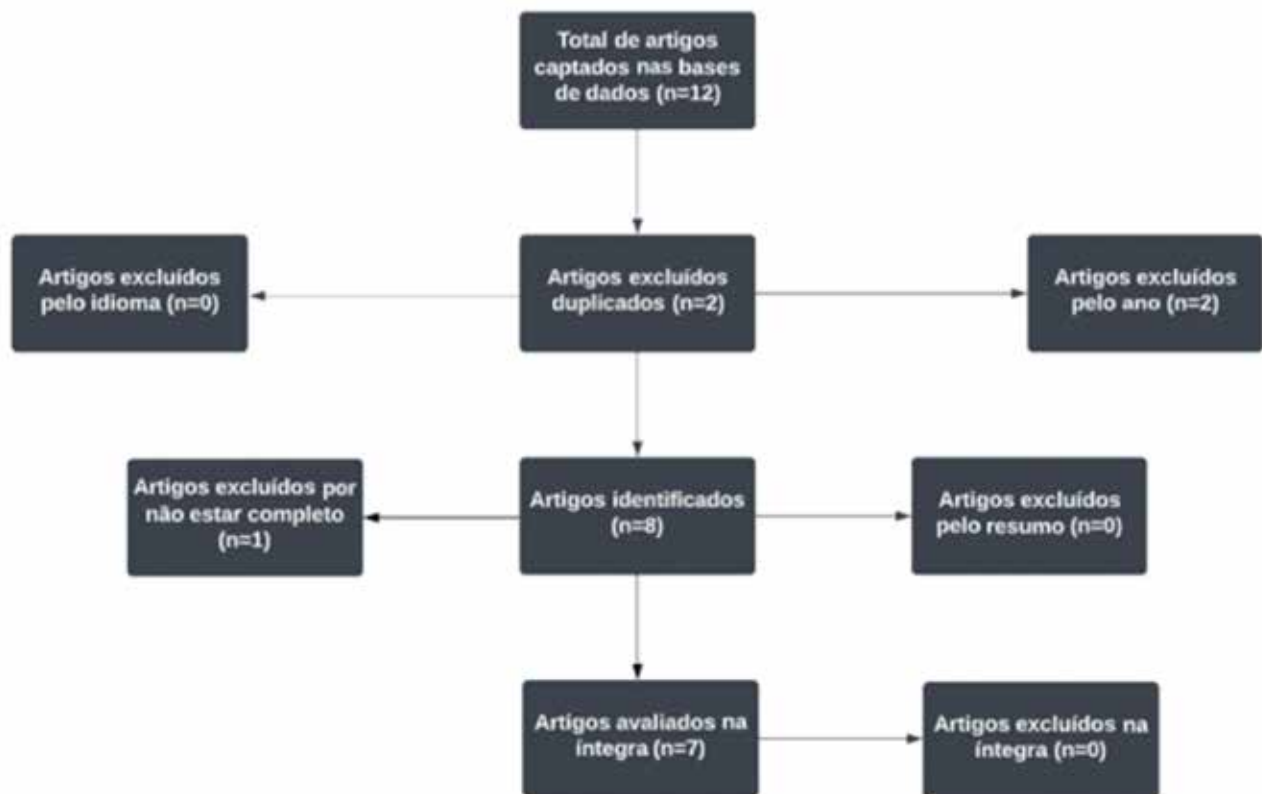 Total de artigos
captados nas bases
de dados (n=12)
Artigos excluídos
pelo idioma (n=0)
Artigos excluídos
duplicados (n=2)
Artigos excluídos
pelo ano (n=2)
Artigos excluídos por
não estar completo
(n=1)
Artigos identificados
(n=8)
Artigos excluídos
pelo resumo (n=0)
Artigos avaliados na
íntegra (n=7)
Artigos excluídos na
íntegra (n=0)